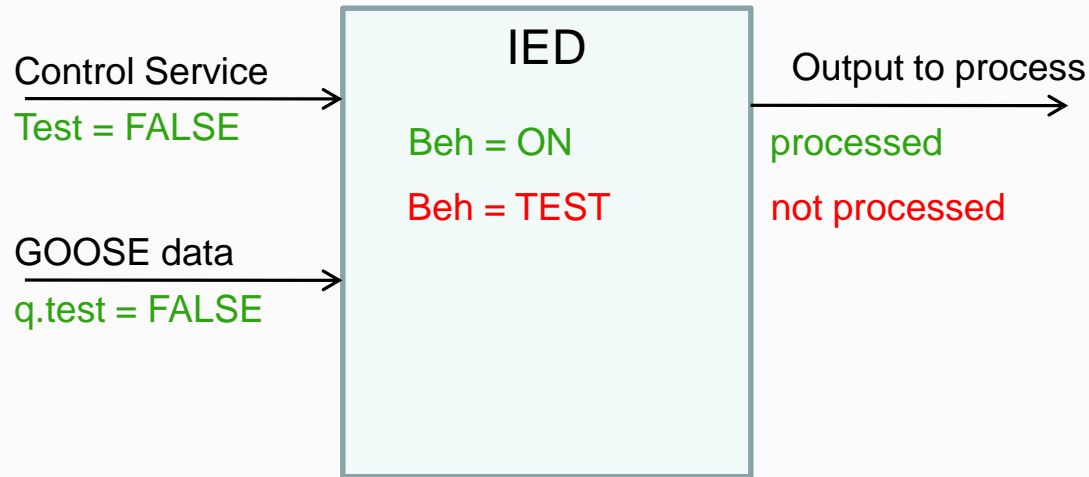 IED
Control Service
Test = FALSE
GOOSE data
q.test = FALSE
Beh = ON
Beh = TEST
Output to process
processed
not processed